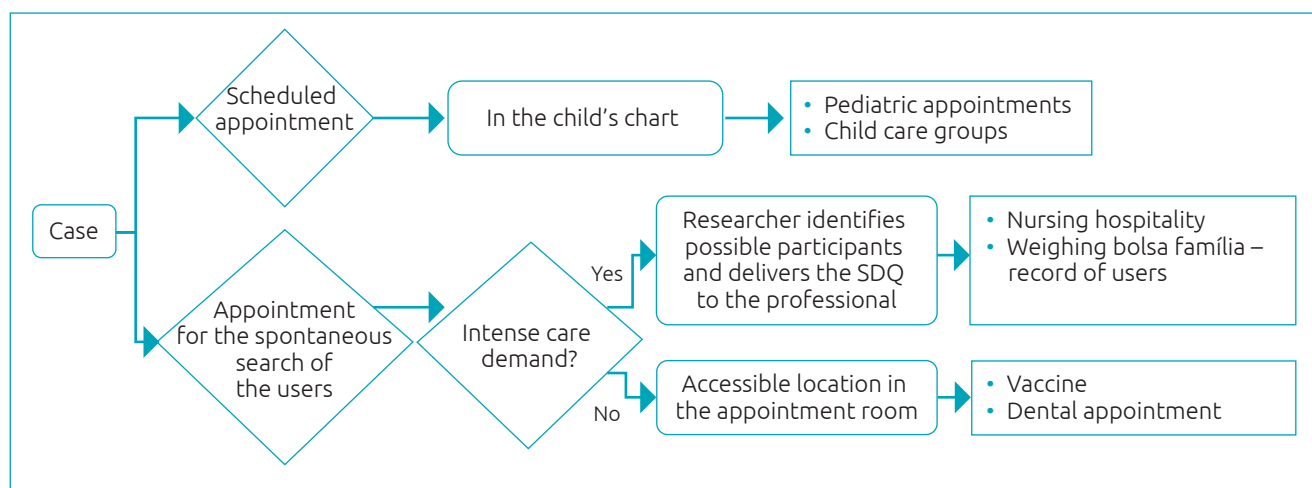 Scheduled
appointment
In the child’s chart
• Pediatric appointments
• Child care groups
Case
Appointment
for the spontaneous
search of
the users
Intense care
demand?
Yes
Researcher identifies
possible participants
and delivers the SDQ
to the professional
• Nursing hospitality
• Weighing bolsa família –
record of users
No
Accessible location in
the appointment room
• Vaccine
• Dental appointment